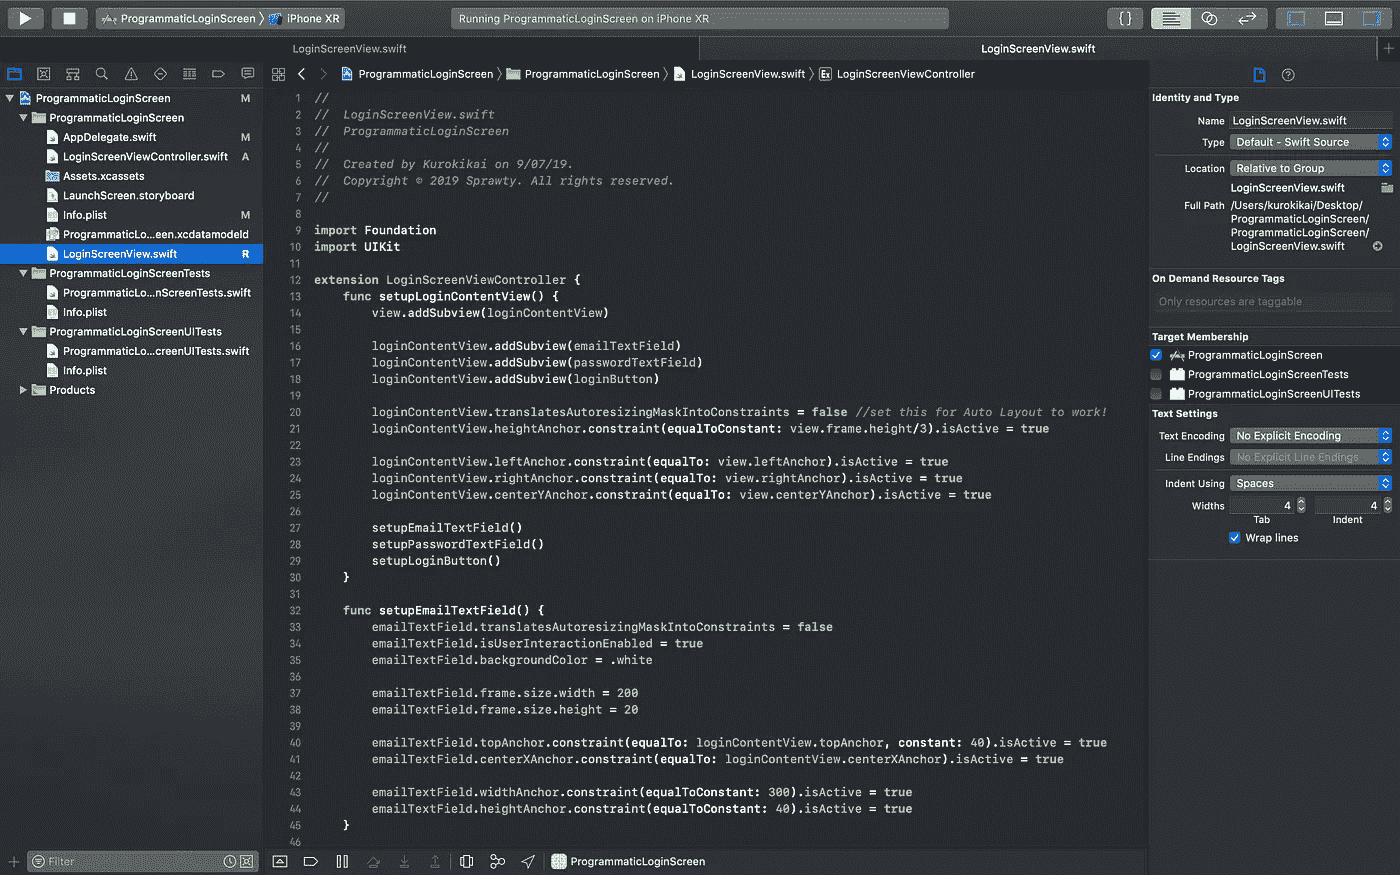 ProgrammaticLoginScreen
iPhone XR
Running ProgrammaticLoginScreen on iPhone XR
{}
LoginScreenView.swift
LoginScreenView.swift
ProgrammaticLoginScreen
ProgrammaticLoginScreen
LoginScreenView.swift
Ex LoginScreenViewController
ProgrammaticLoginScreen M
ProgrammaticLoginScreen
AppDelegate.swift M
LoginScreenViewController.swift A
Assets.xcassets
LaunchScreen.storyboard
Info.plist M
ProgrammaticLo...een.xcdatamodeld
LoginScreenView.swift R
ProgrammaticLoginScreenTests
ProgrammaticLo...nScreenTests.swift
Info.plist
ProgrammaticLoginScreenUITests
ProgrammaticLo...creenUITests.swift
Info.plist
Products
Filter
1 //
2 //  LoginScreenView.swift
3 //  ProgrammaticLoginScreen
4 //
5 //  Created by Kurokikai on 9/07/19.
6 //  Copyright © 2019 Sprawty. All rights reserved.
7 //
8
9 import Foundation
10 import UIKit
11
12 extension LoginScreenViewController {
13     func setupLoginContentView() {
14         view.addSubview(loginContentView)
15
16         loginContentView.addSubview(emailTextField)
17         loginContentView.addSubview(passwordTextField)
18         loginContentView.addSubview(loginButton)
19
20         loginContentView.translatesAutoresizingMaskIntoConstraints = false //set this for Auto Layout to work!
21         loginContentView.heightAnchor.constraint(equalToConstant: view.frame.height/3).isActive = true
22
23         loginContentView.leftAnchor.constraint(equalTo: view.leftAnchor).isActive = true
24         loginContentView.rightAnchor.constraint(equalTo: view.rightAnchor).isActive = true
25         loginContentView.centerYAnchor.constraint(equalTo: view.centerYAnchor).isActive = true
26
27         setupEmailTextField()
28         setupPasswordTextField()
29         setupLoginButton()
30     }
31
32     func setupEmailTextField() {
33         emailTextField.translatesAutoresizingMaskIntoConstraints = false
34         emailTextField.isUserInteractionEnabled = true
35         emailTextField.backgroundColor = .white
36
37         emailTextField.frame.size.width = 200
38         emailTextField.frame.size.height = 20
39
40         emailTextField.topAnchor.constraint(equalTo: loginContentView.topAnchor, constant: 40).isActive = true
41         emailTextField.centerXAnchor.constraint(equalTo: loginContentView.centerXAnchor).isActive = true
42
43         emailTextField.widthAnchor.constraint(equalToConstant: 300).isActive = true
44         emailTextField.heightAnchor.constraint(equalToConstant: 40).isActive = true
45     }
46
ProgrammaticLoginScreen
Identity and Type
Name LoginScreenView.swift
Type Default - Swift Source
Location Relative to Group
LoginScreenView.swift
Full Path /Users/kurokikai/Desktop/
ProgrammaticLoginScreen/
ProgrammaticLoginScreen/
LoginScreenView.swift
On Demand Resource Tags
Only resources are taggable
Target Membership
ProgrammaticLoginScreen
ProgrammaticLoginScreenTests
ProgrammaticLoginScreenUITests
Text Settings
Text Encoding No Explicit Encoding
Line Endings No Explicit Line Endings
Indent Using Spaces
Widths 4 4
Tab Indent
Wrap lines